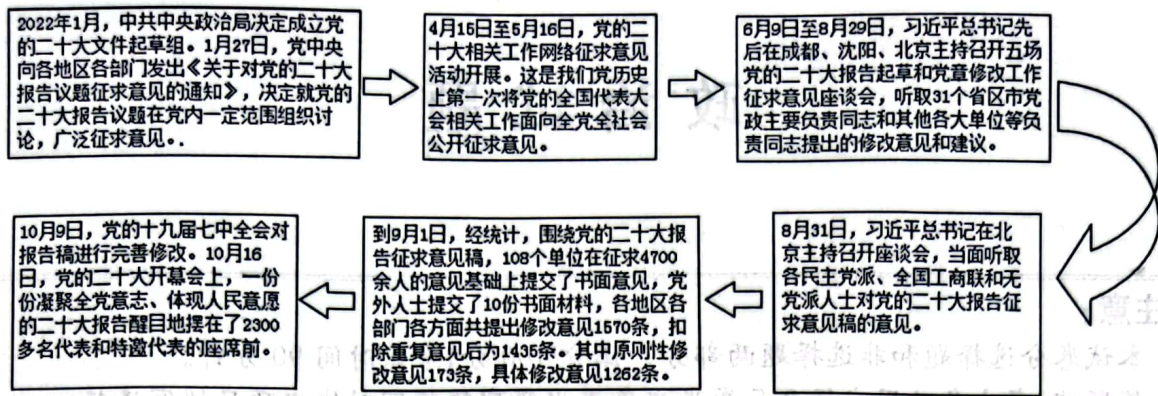 2022年1月，中共中央政治局决定成立党
的二十大文件起草组。1月27日，党中央
向各地区各部门发出《关于对党的二十大
报告议题征求意见的通知》，决定就党的
二十大报告议题在党内一定范围组织讨
论，广泛征求意见。.
4月15日至5月16日，党的二
十大相关工作网络征求意见
活动开展。这是我们党历史
上第一次将党的全国代表大
会相关工作面向全党全社会
公开征求意见。
6月9日至8月29日，习近平总书记先
后在成都、沈阳、北京主持召开五场
党的二十大报告起草和党章修改工作
征求意见座谈会，听取31个省区市党
政主要负责同志和其他各大单位等负
责同志提出的修改意见和建议。
8月31日，习近平总书记在北
京主持召开座谈会，当面听取
各民主党派、全国工商联和无
党派人士对党的二十大报告征
求意见稿的意见。
到9月1日，经统计，围绕党的二十大报
告征求意见稿，108个单位在征求4700
余人的意见基础上提交了书面意见，党
外人士提交了10份书面材料，各地区各
部门各方面共提出修改意见1570条，扣
除重复意见后为1435条。其中原则性修
改意见173条，具体修改意见1262条。
10月9日，党的十九届七中全会对
报告稿进行完善修改。10月16
日，党的二十大开幕会上，一份
份凝聚全党意志、体现人民意愿
的二十大报告醒目地摆在了2300
多名代表和特邀代表的座席前。